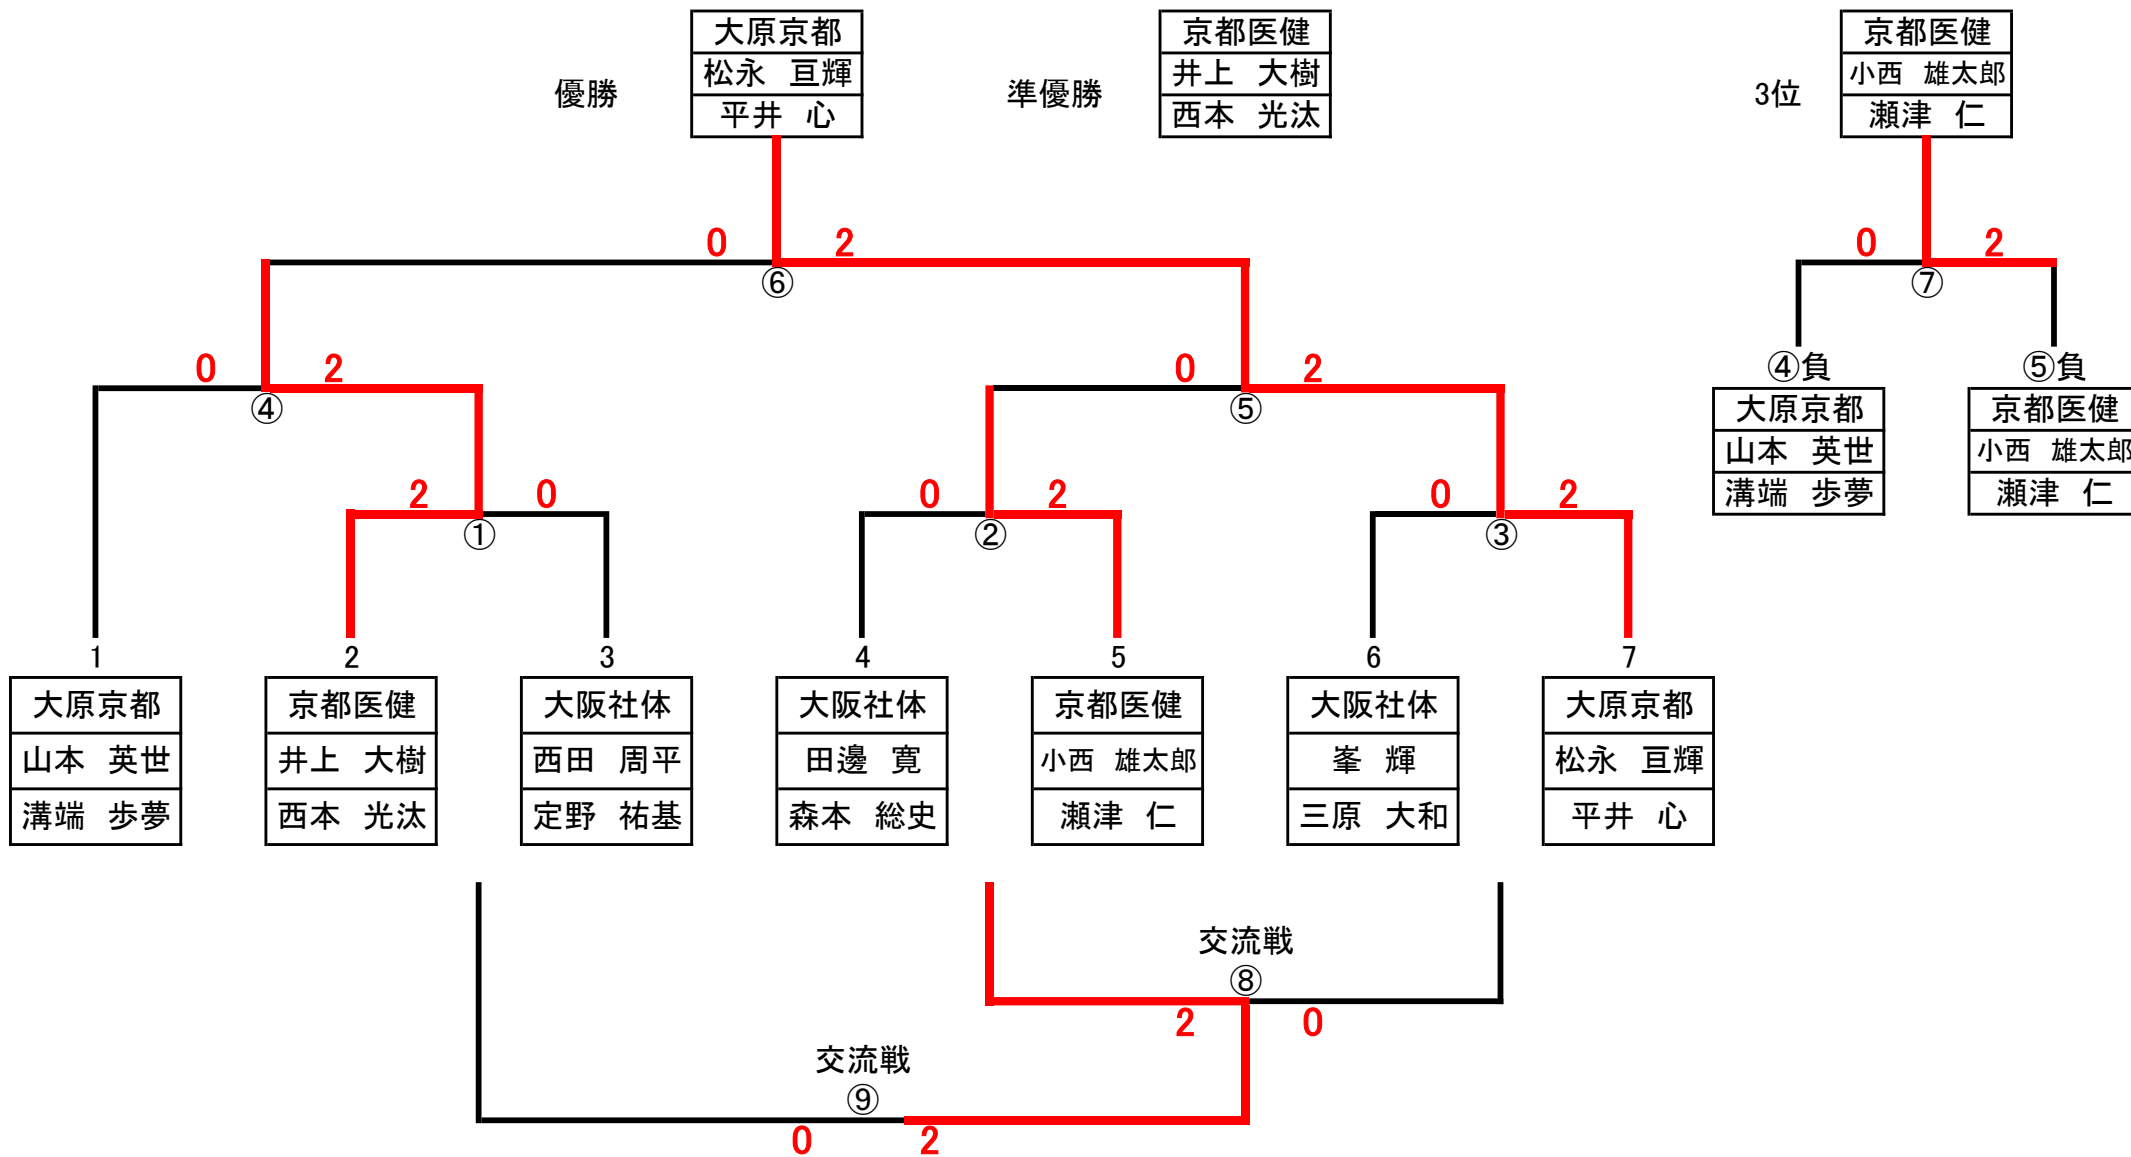 大原京都
松永 亘輝
平井 心
優勝
京都医健
井上 大樹
西本 光汰
準優勝
京都医健
小西 雄太郎
瀬津 仁
3位
0 2
⑥
0 2
⑦
0 2
④
0 2
⑤
④負
大原京都
山本 英世
溝端 歩夢
⑤負
京都医健
小西 雄太郎
瀬津 仁
2 0
①
0 2
②
0 2
③
1
大原京都
山本 英世
溝端 歩夢
2
京都医健
井上 大樹
西本 光汰
3
大阪社体
西田 周平
定野 祐基
4
大阪社体
田邊 寛
森本 総史
5
京都医健
小西 雄太郎
瀬津 仁
6
大阪社体
峯 輝
三原 大和
7
大原京都
松永 亘輝
平井 心
交流戦
⑧
2 0
交流戦
⑨
0 2